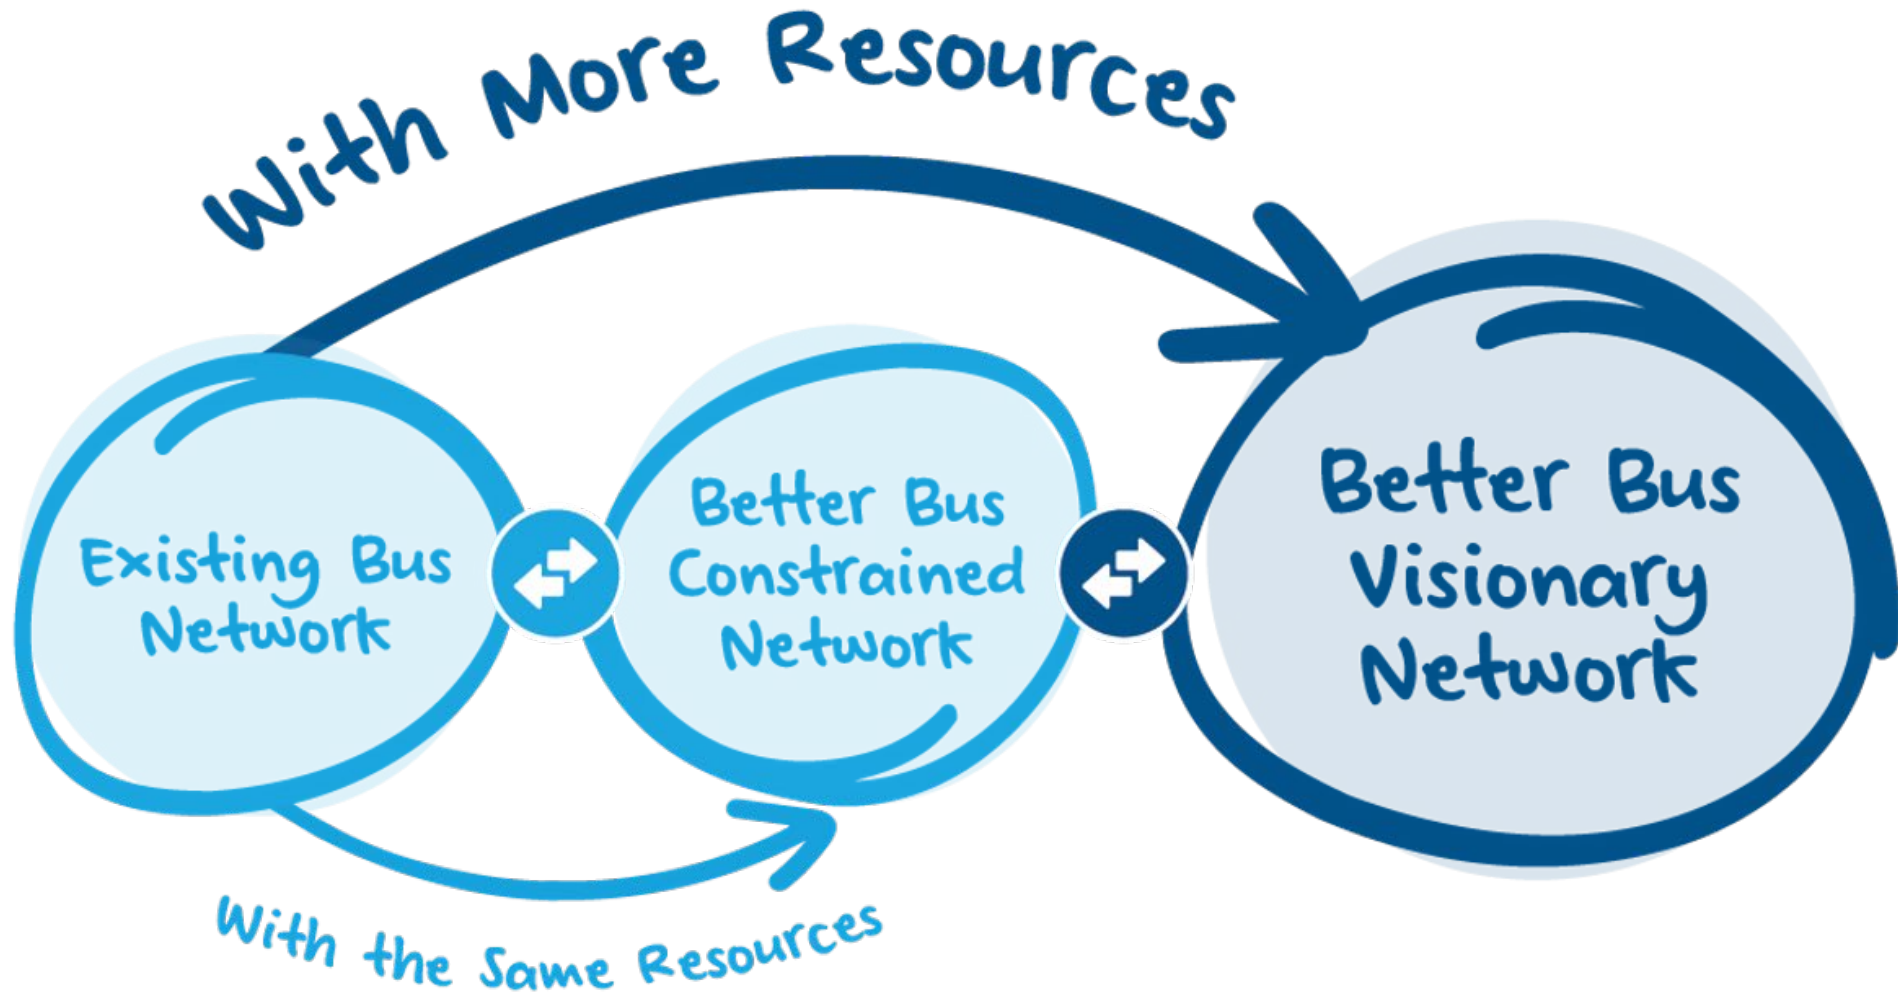 With More Resources
Existing Bus
Network
Better Bus
Constrained
Network
Better Bus
Visionary
Network
With the Same Resources